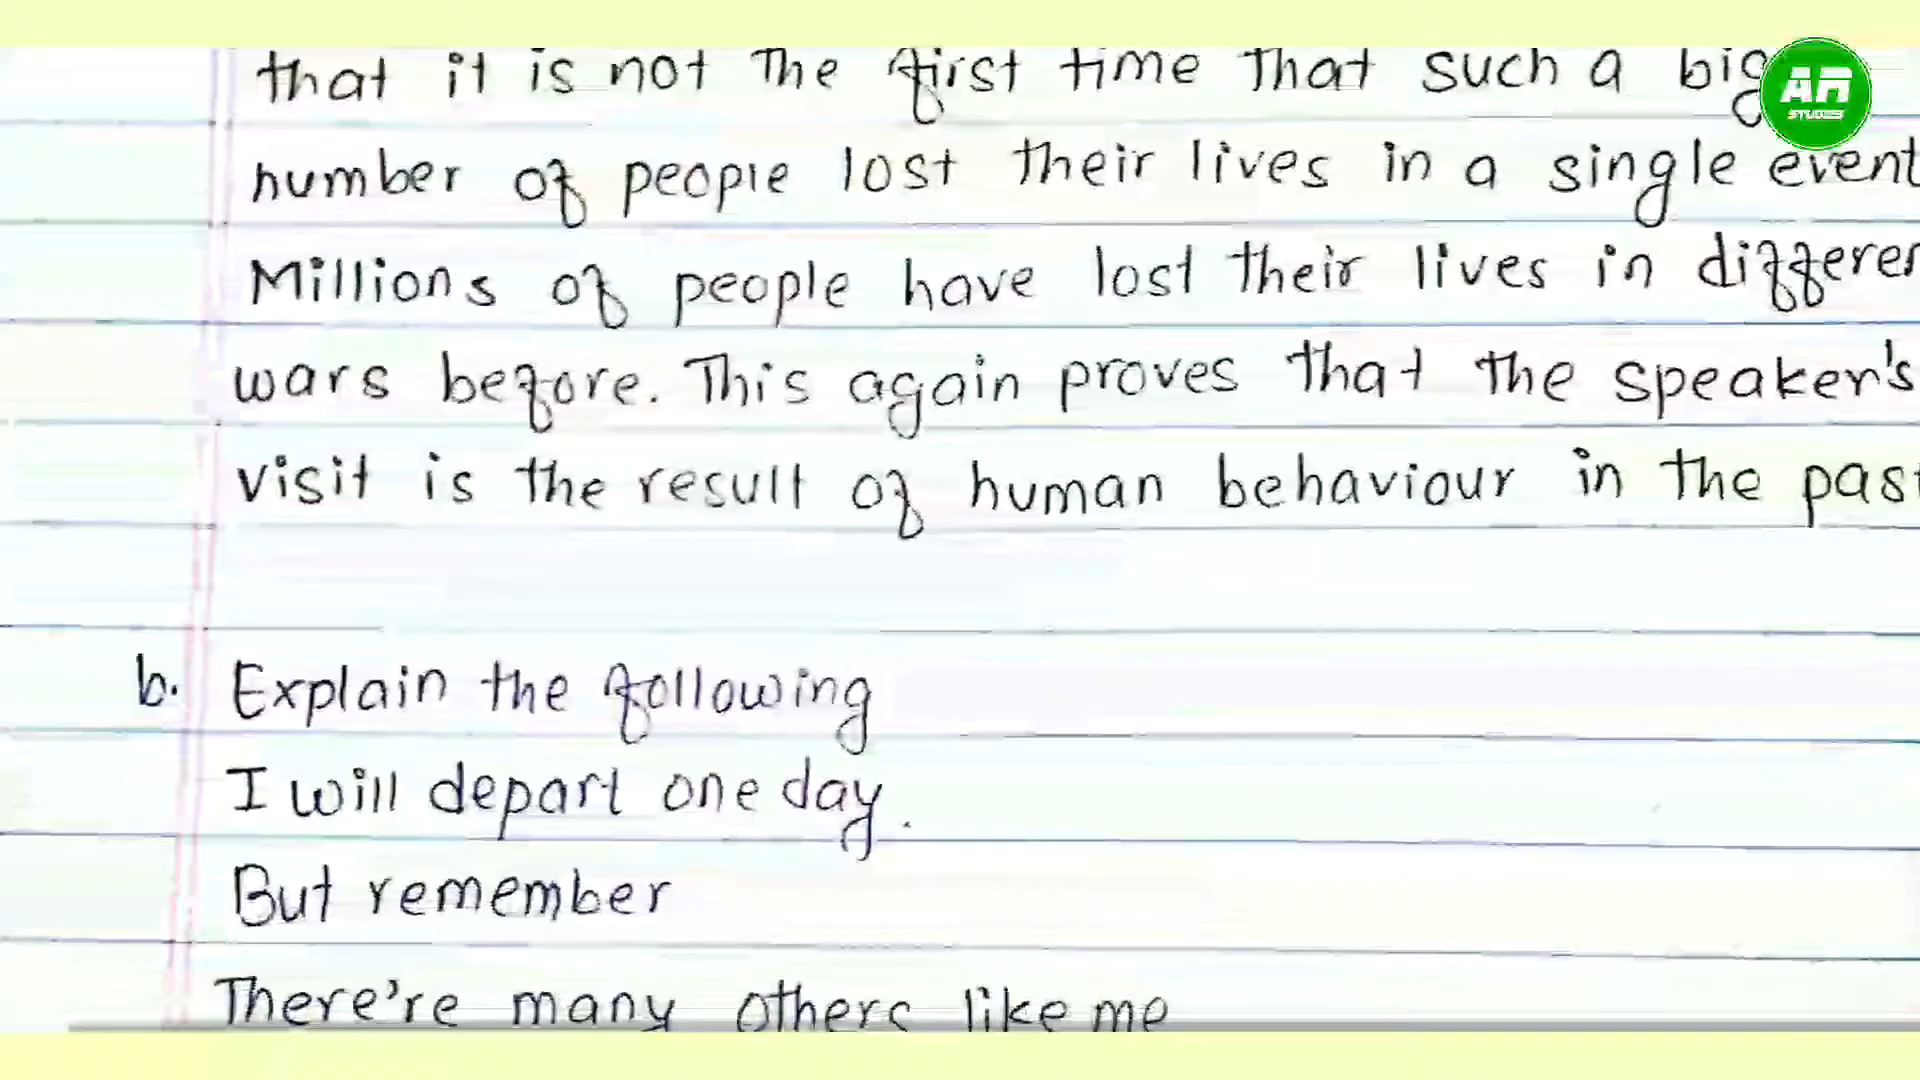 that it is not the first time that such a big
AM
STUDIES
number of people lost their lives in a single event
Millions of people have lost their lives in differen
wars before. This again proves that the speaker's
visit is the result of human behaviour in the past
b. Explain the following
I will depart one day.
But remember
There're many others like me